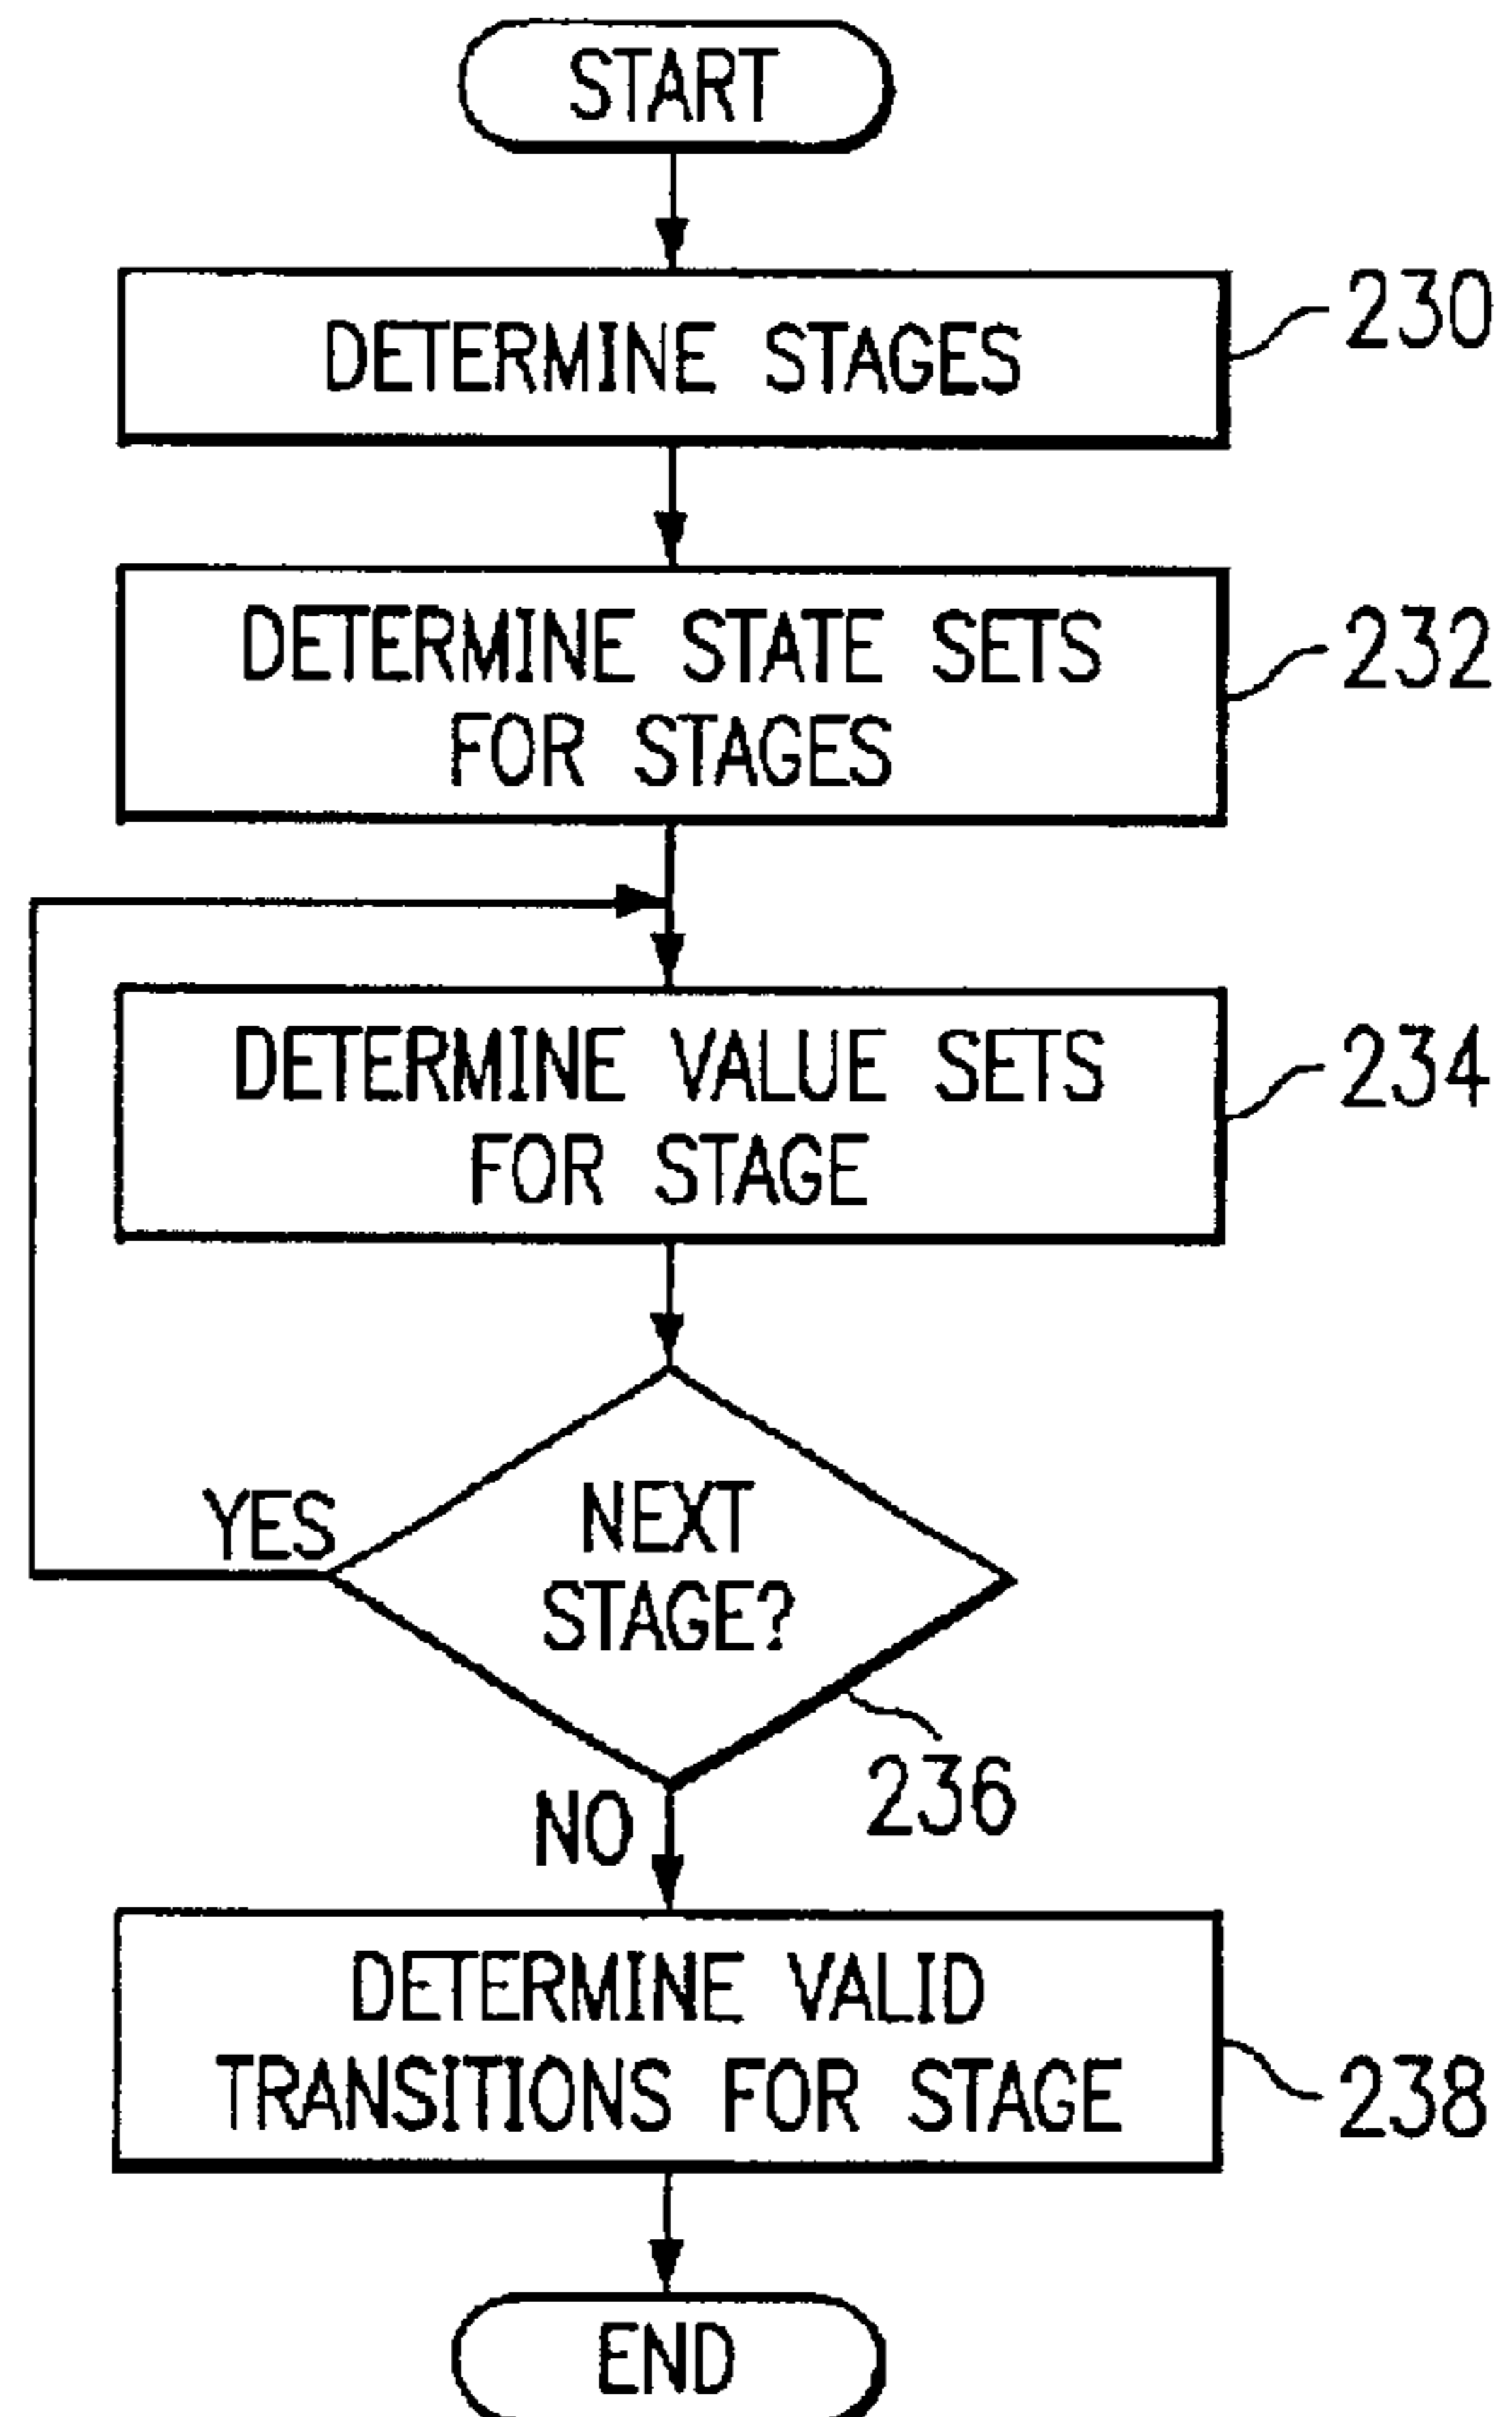 START
DETERMINE STAGES
230
DETERMINE STATE SETS
FOR STAGES
232
DETERMINE VALUE SETS
FOR STAGE
234
NEXT
STAGE?
YES
236
NO
DETERMINE VALID
TRANSITIONS FOR STAGE
238
END